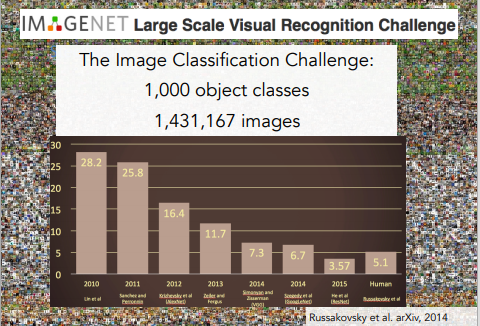 IMAGENET Large Scale Visual Recognition Challenge
The Image Classification Challenge:
1,000 object classes
1,431,167 images
30
25
20
15
10
5
0
28.2
25.8
16.4
11.7
7.3
6.7
3.57
5.1
2010 2011 2012 2013 2014 2014 2015 Human
Lin et al
Sanchez and
Perronnin
Krizhevsky et al
(AlexNet)
Zeiler and
Fergus
Simonyan and
Zisserman
(VGG)
Szegedy et al
(GoogLeNet)
He et al
(ResNet)
Russakovsky et al
Russakovsky et al. arXiv, 2014